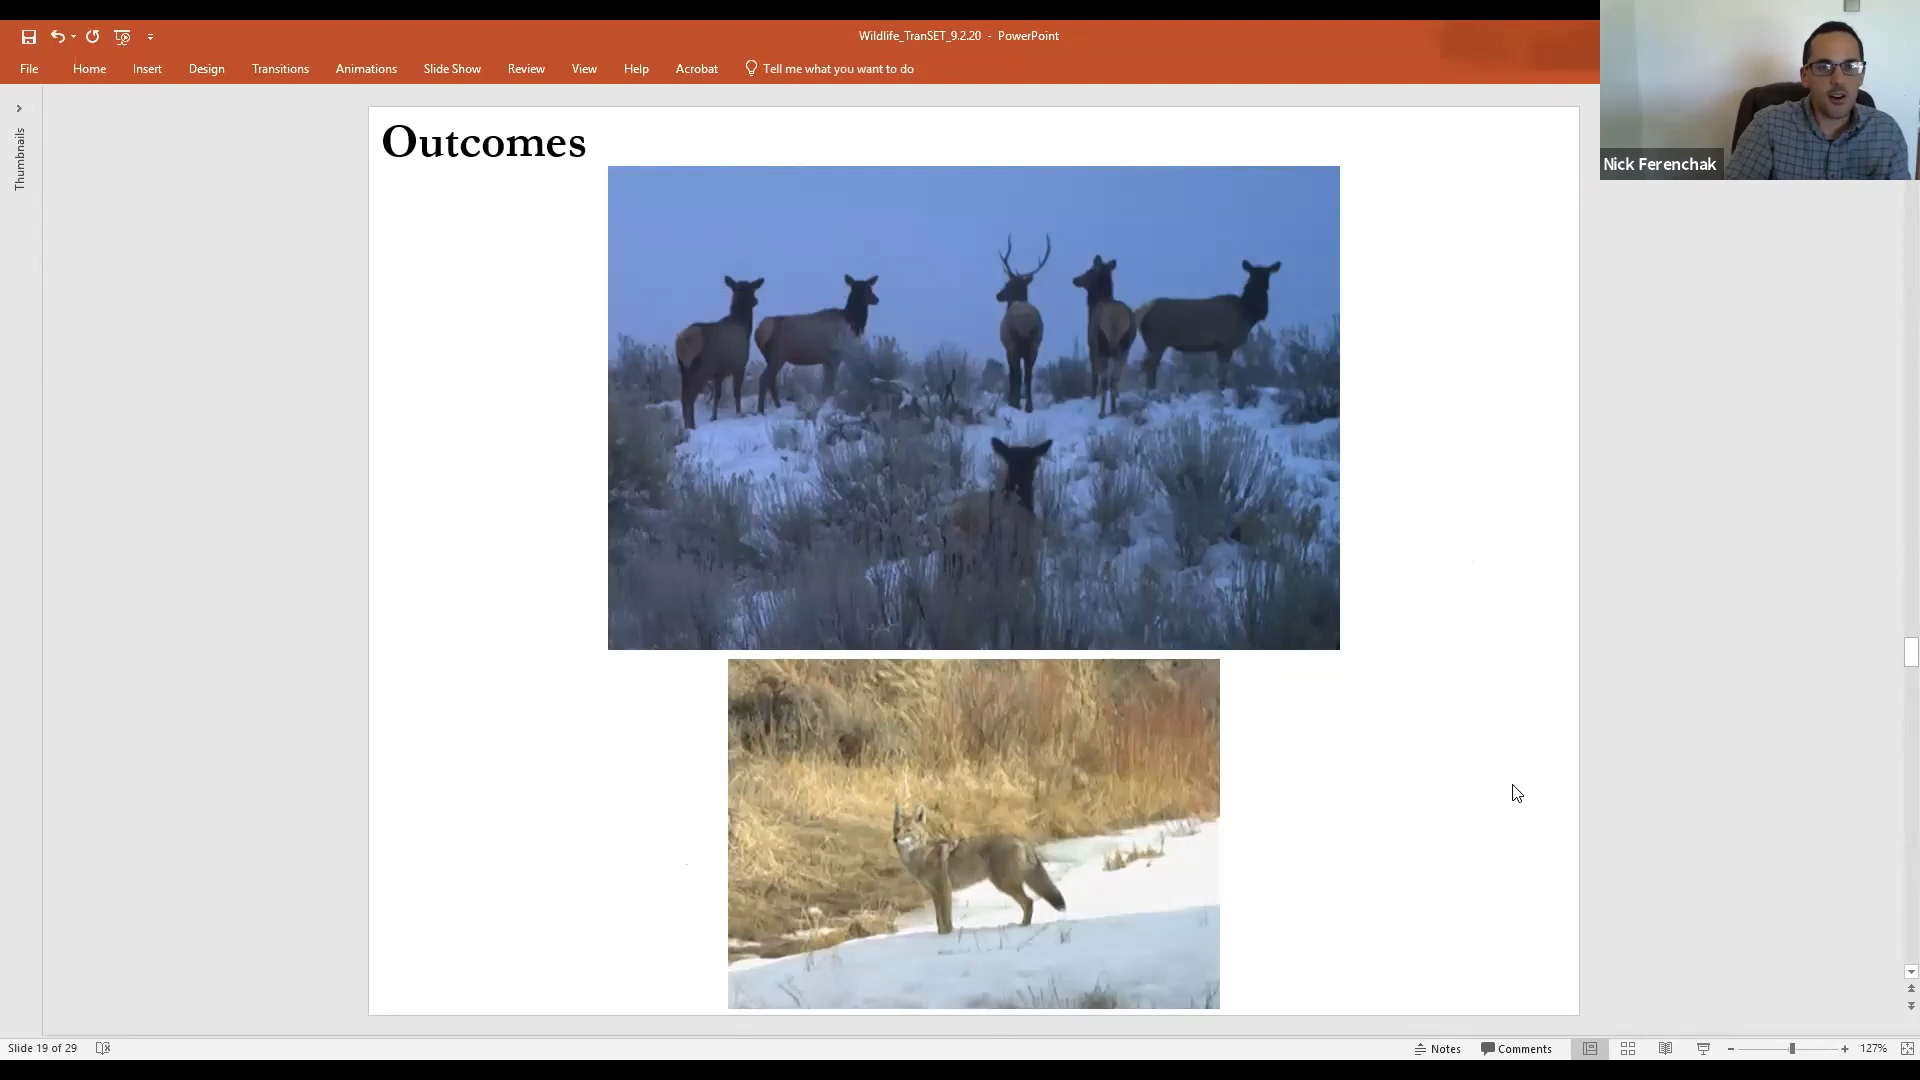 Wildlife_TranSET_9.2.20 - PowerPoint
File Home Insert Design Transitions Animations Slide Show Review View Help Acrobat Tell me what you want to do
Nick Ferenchak
Thumbnails
Outcomes
Slide 19 of 29
Notes Comments 127%